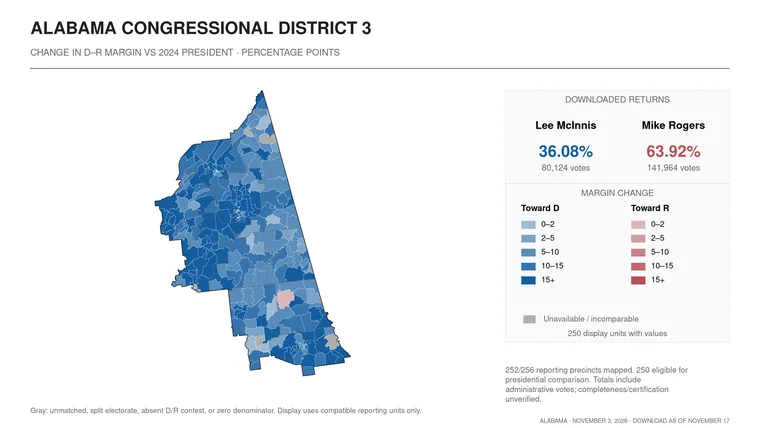 ALABAMA CONGRESSIONAL DISTRICT 3
CHANGE IN D–R MARGIN VS 2024 PRESIDENT · PERCENTAGE POINTS
DOWNLOADED RETURNS
Lee McInnis Mike Rogers
36.08% 63.92%
80,124 votes 141,964 votes
MARGIN CHANGE
Toward D Toward R
0–2 0–2
2–5 2–5
5–10 5–10
10–15 10–15
15+ 15+
Unavailable / incomparable
250 display units with values
252/256 reporting precincts mapped. 250 eligible for
presidential comparison. Totals include
administrative votes; completeness/certification
unverified.
Gray: unmatched, split electorate, absent D/R contest, or zero denominator. Display uses compatible reporting units only.
ALABAMA · NOVEMBER 3, 2026 · DOWNLOAD AS OF NOVEMBER 17